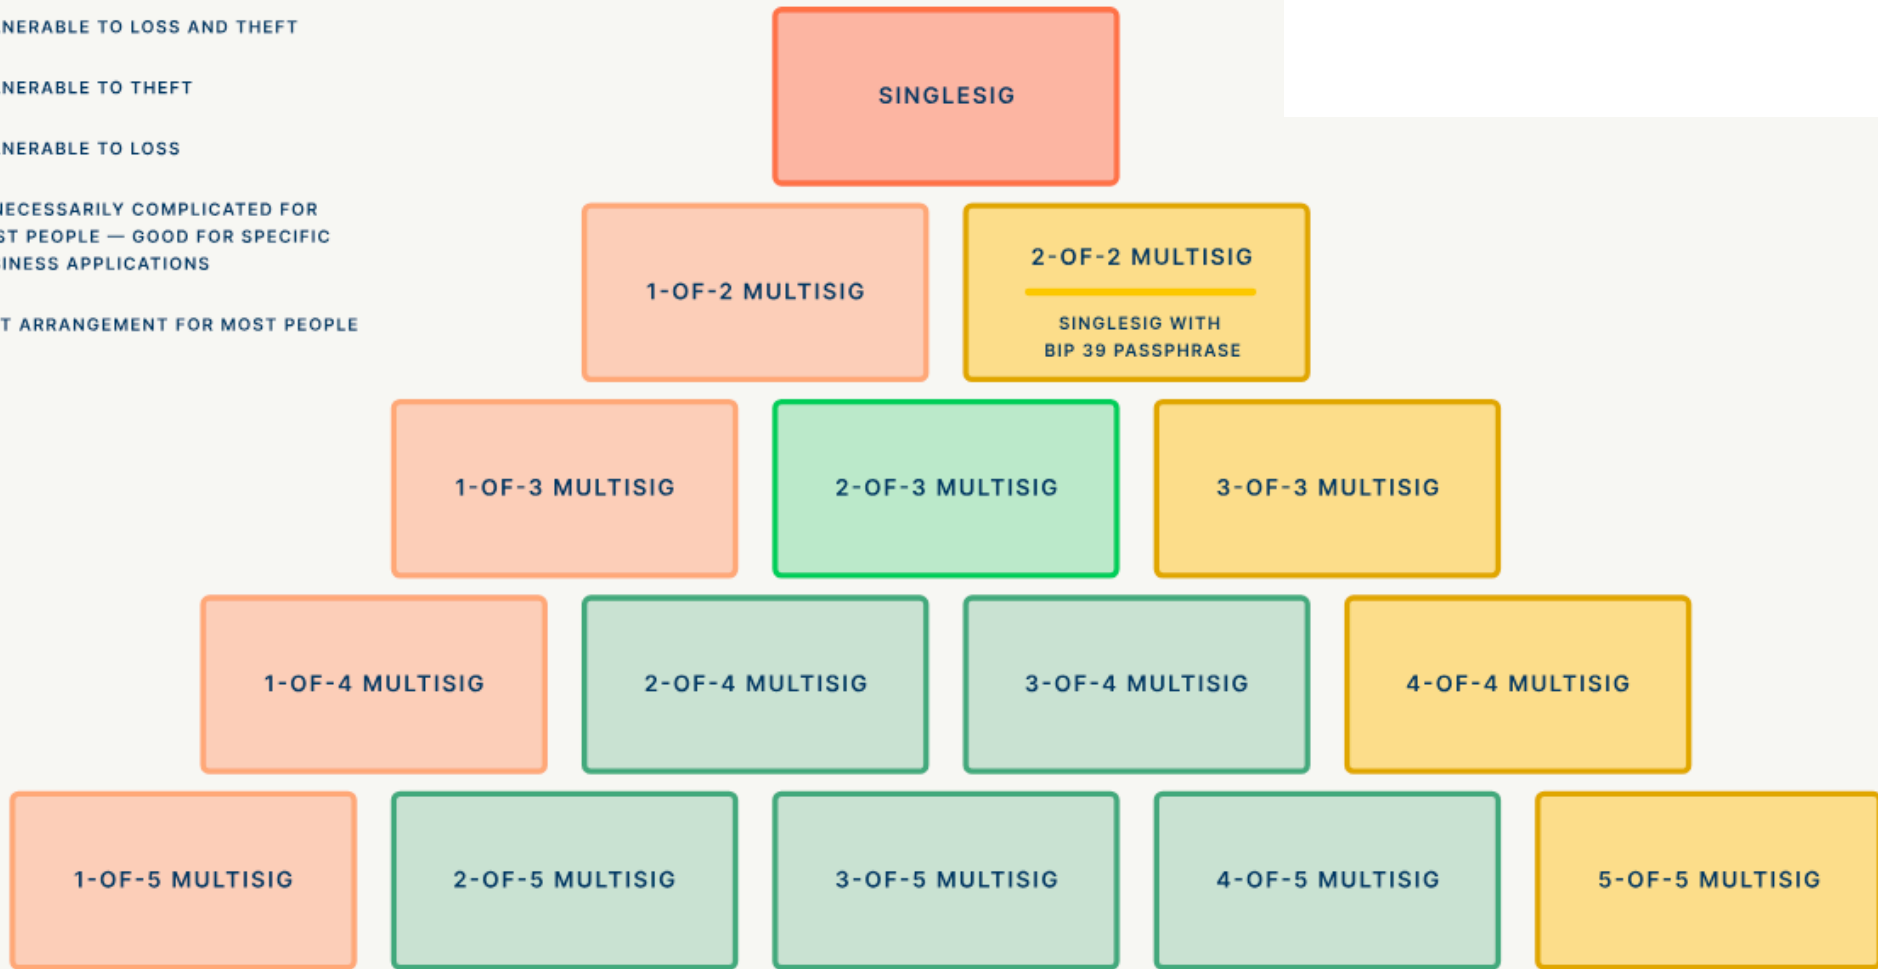 NERABLE TO LOSS AND THEFT
NERABLE TO THEFT
NERABLE TO LOSS
NECESSARILY COMPLICATED FOR
ST PEOPLE — GOOD FOR SPECIFIC
INESS APPLICATIONS
T ARRANGEMENT FOR MOST PEOPLE
SINGLESIG
1-OF-2 MULTISIG
2-OF-2 MULTISIG
SINGLESIG WITH
BIP 39 PASSPHRASE
1-OF-3 MULTISIG
2-OF-3 MULTISIG
3-OF-3 MULTISIG
1-OF-4 MULTISIG
2-OF-4 MULTISIG
3-OF-4 MULTISIG
4-OF-4 MULTISIG
1-OF-5 MULTISIG
2-OF-5 MULTISIG
3-OF-5 MULTISIG
4-OF-5 MULTISIG
5-OF-5 MULTISIG